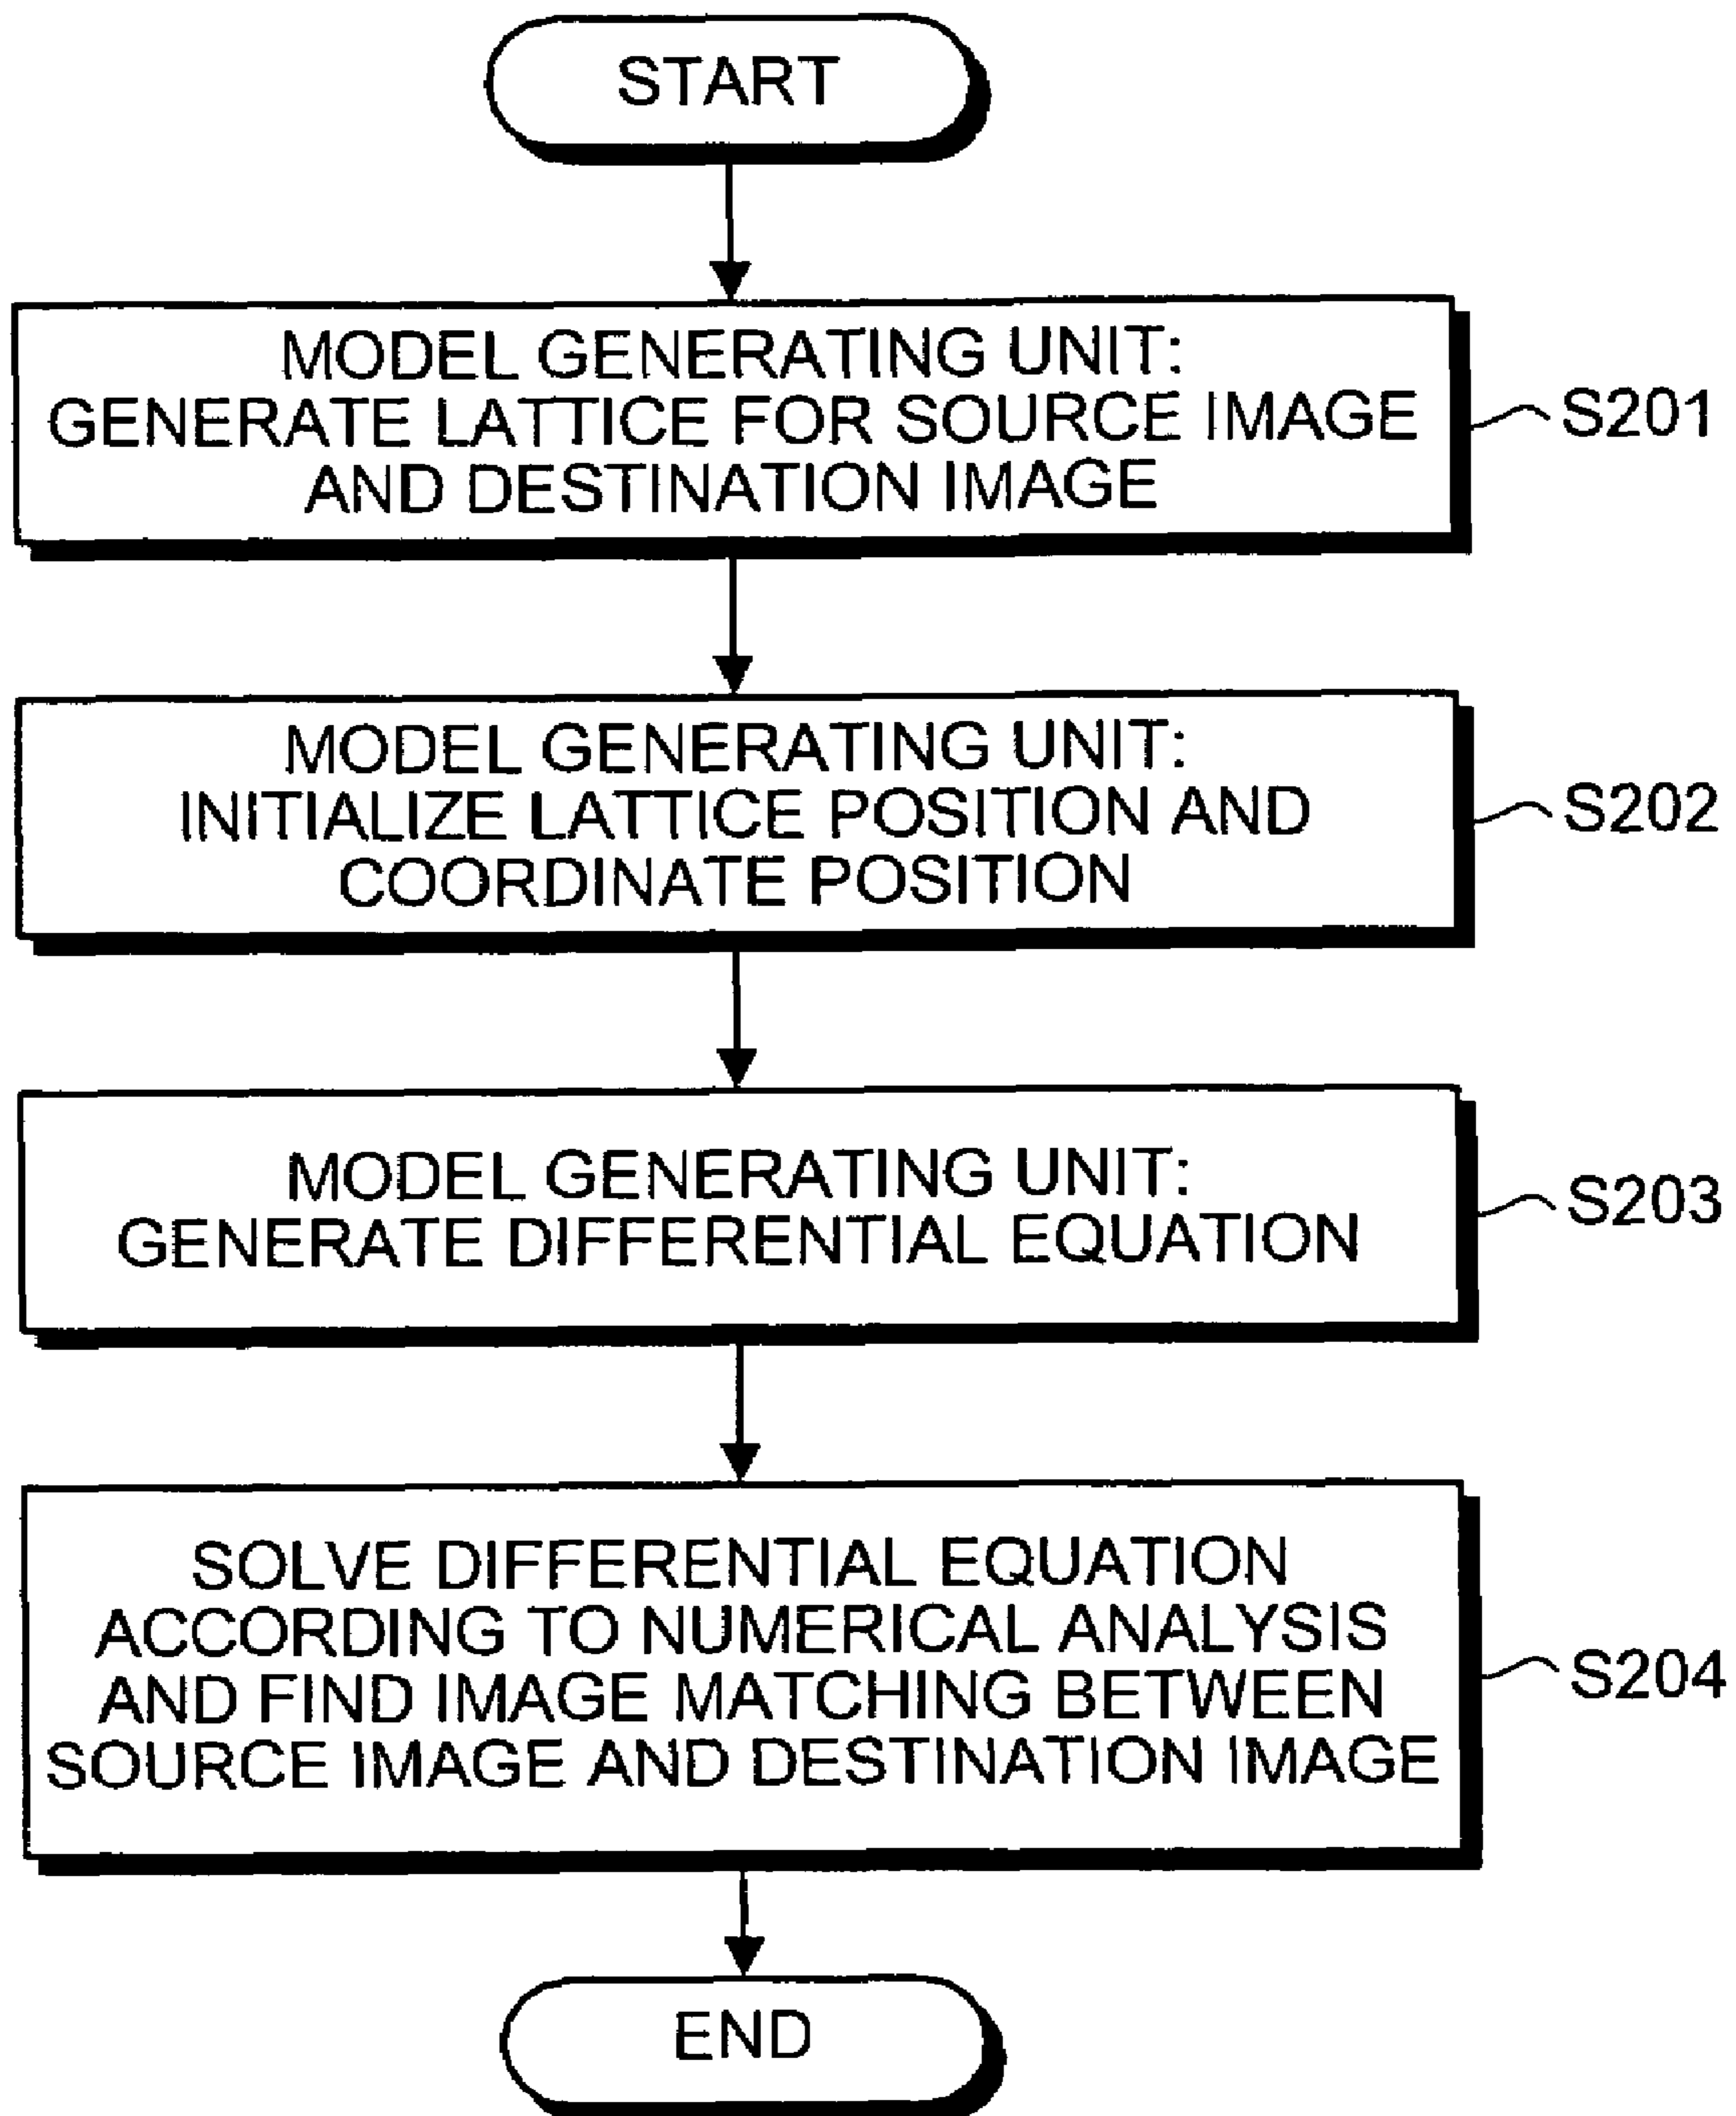 START
MODEL GENERATING UNIT:
GENERATE LATTICE FOR SOURCE IMAGE
AND DESTINATION IMAGE
S201
MODEL GENERATING UNIT:
INITIALIZE LATTICE POSITION AND
COORDINATE POSITION
S202
MODEL GENERATING UNIT:
GENERATE DIFFERENTIAL EQUATION
S203
SOLVE DIFFERENTIAL EQUATION
ACCORDING TO NUMERICAL ANALYSIS
AND FIND IMAGE MATCHING BETWEEN
SOURCE IMAGE AND DESTINATION IMAGE
S204
END